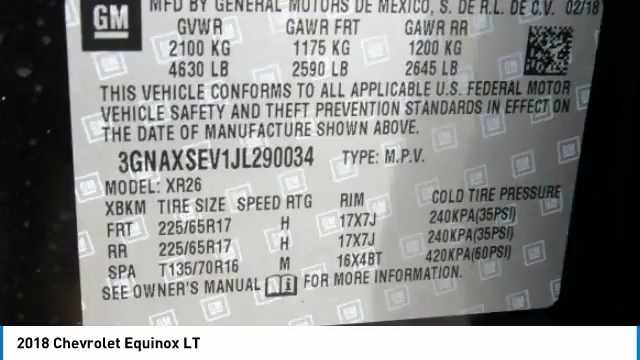 MFD BY GENERAL MOTORS DE MEXICO, S. DE R.L. DE C.V. 02/18
GM
GVWR GAWR FRT GAWR RR
2100 KG 1175 KG 1200 KG
4630 LB 2590 LB 2645 LB
THIS VEHICLE CONFORMS TO ALL APPLICABLE U.S. FEDERAL MOTOR
VEHICLE SAFETY AND THEFT PREVENTION STANDARDS IN EFFECT ON
THE DATE OF MANUFACTURE SHOWN ABOVE.
3GNAXSEV1JL290034 TYPE: M.P.V.
MODEL: XR26
XBKM TIRE SIZE SPEED RTG RIM COLD TIRE PRESSURE
FRT 225/65R17 H 17X7J 240KPA(35PSI)
RR 225/65R17 H 17X7J 240KPA(35PSI)
SPA T135/70R16 M 16X4BT 420KPA(60PSI)
SEE OWNER'S MANUAL FOR MORE INFORMATION.
2018 Chevrolet Equinox LT